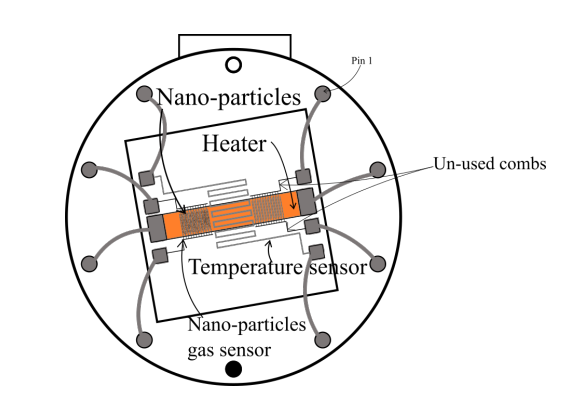 Pin 1
Nano-particles
Heater
Un-used combs
Temperature sensor
Nano-particles
gas sensor